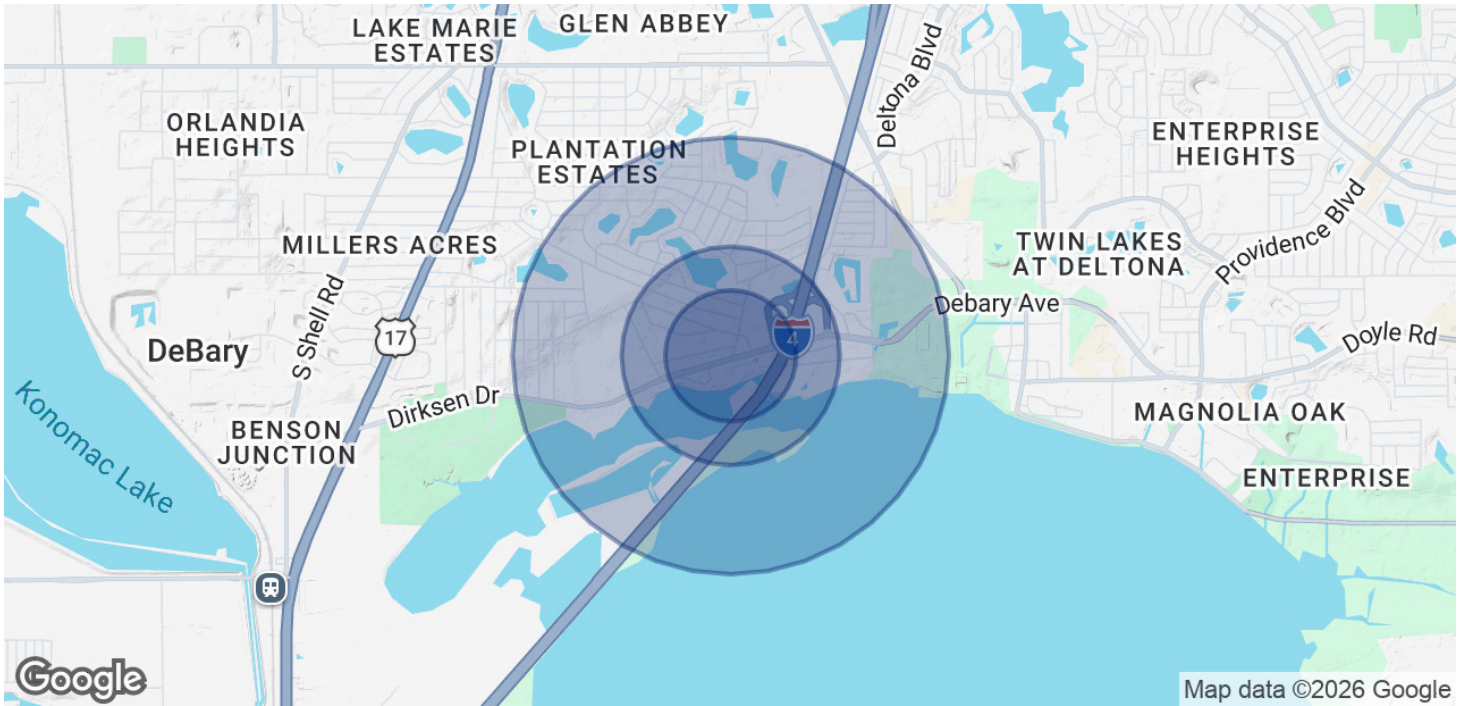 LAKE MARIE
ESTATES
GLEN ABBEY
Deltona Blvd
ORLANDIA
HEIGHTS
PLANTATION
ESTATES
ENTERPRISE
HEIGHTS
Providence Blvd
MILLERS ACRES
TWIN LAKES
AT DELTONA
S Shell Rd
17
4
Debary Ave
Doyle Rd
DeBary
Dirksen Dr
Konomac Lake
BENSON
JUNCTION
MAGNOLIA OAK
ENTERPRISE
Google
Map data ©2026 Google